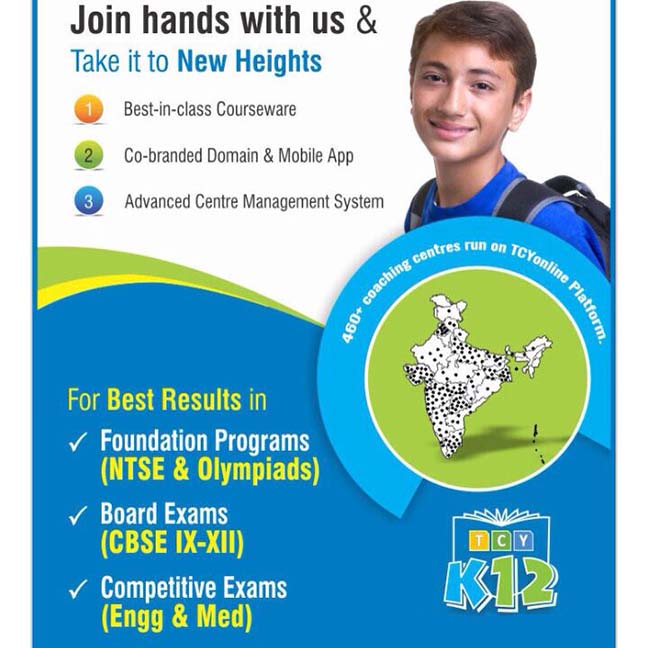 Join hands with us &
Take it to New Heights
1 Best-in-class Courseware
2 Co-branded Domain & Mobile App
3 Advanced Centre Management System
460+ coaching centres run on TCYonline Platform.
For Best Results in
✓ Foundation Programs
(NTSE & Olympiads)
✓ Board Exams
(CBSE IX-XII)
✓ Competitive Exams
(Engg & Med)
TCY
K12